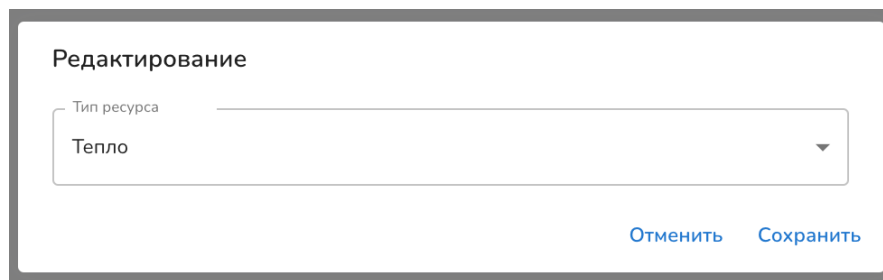 Редактирование
Тип ресурса
Тепло
Отменить Сохранить